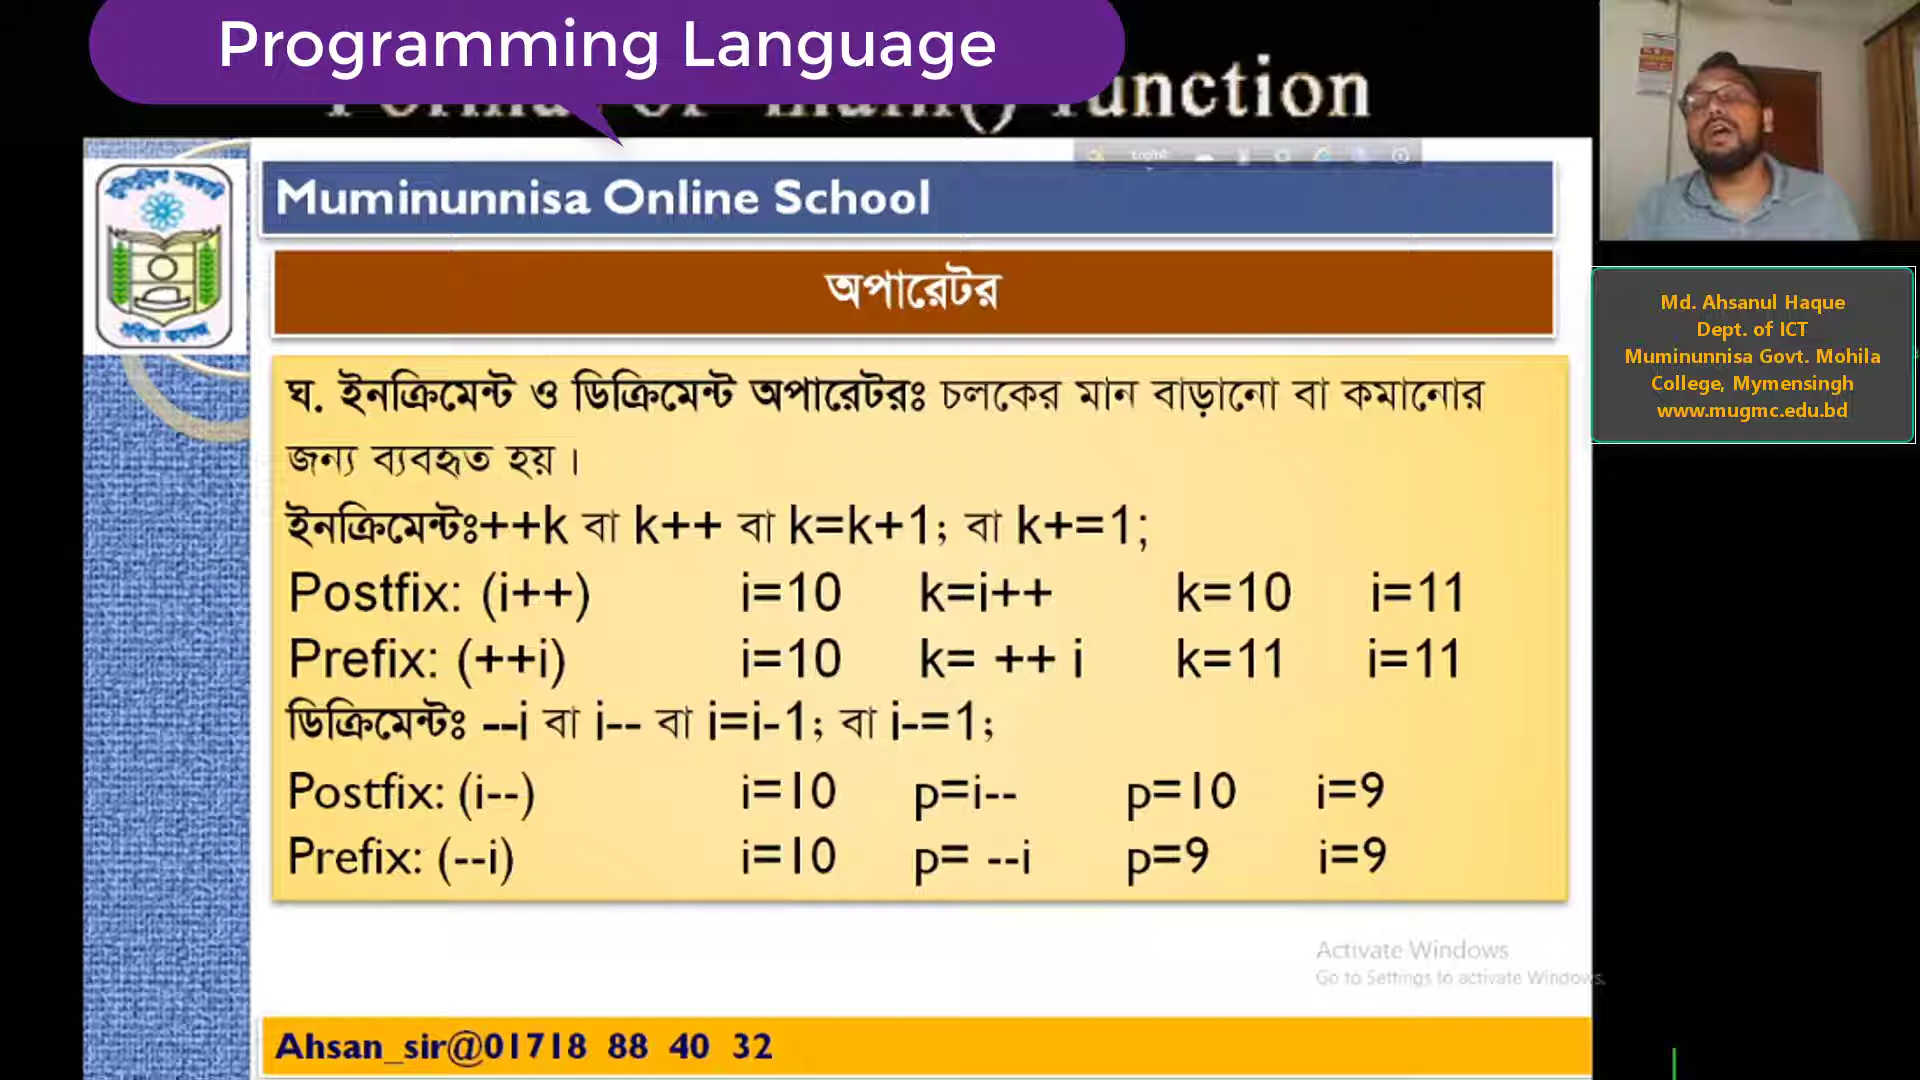 Programming Language
function
Muminunnisa Online School
অপারেটর
ঘ. ইনক্রিমেন্ট ও ডিক্রিমেন্ট অপারেটরঃ চলকের মান বাড়ানো বা কমানোর
জন্য ব্যবহৃত হয়।
ইনক্রিমেন্টঃ++k বা k++ বা k=k+1; বা k+=1;
Postfix: (i++) i=10 k=i++ k=10 i=11
Prefix: (++i) i=10 k= ++ i k=11 i=11
ডিক্রিমেন্টঃ --i বা i-- বা i=i-1; বা i-=1;
Postfix: (i--) i=10 p=i-- p=10 i=9
Prefix: (--i) i=10 p= --i p=9 i=9
Activate Windows
Go to Settings to activate Windows.
Ahsan_sir@01718 88 40 32
Md. Ahsanul Haque
Dept. of ICT
Muminunnisa Govt. Mohila
College, Mymensingh
www.mugmc.edu.bd